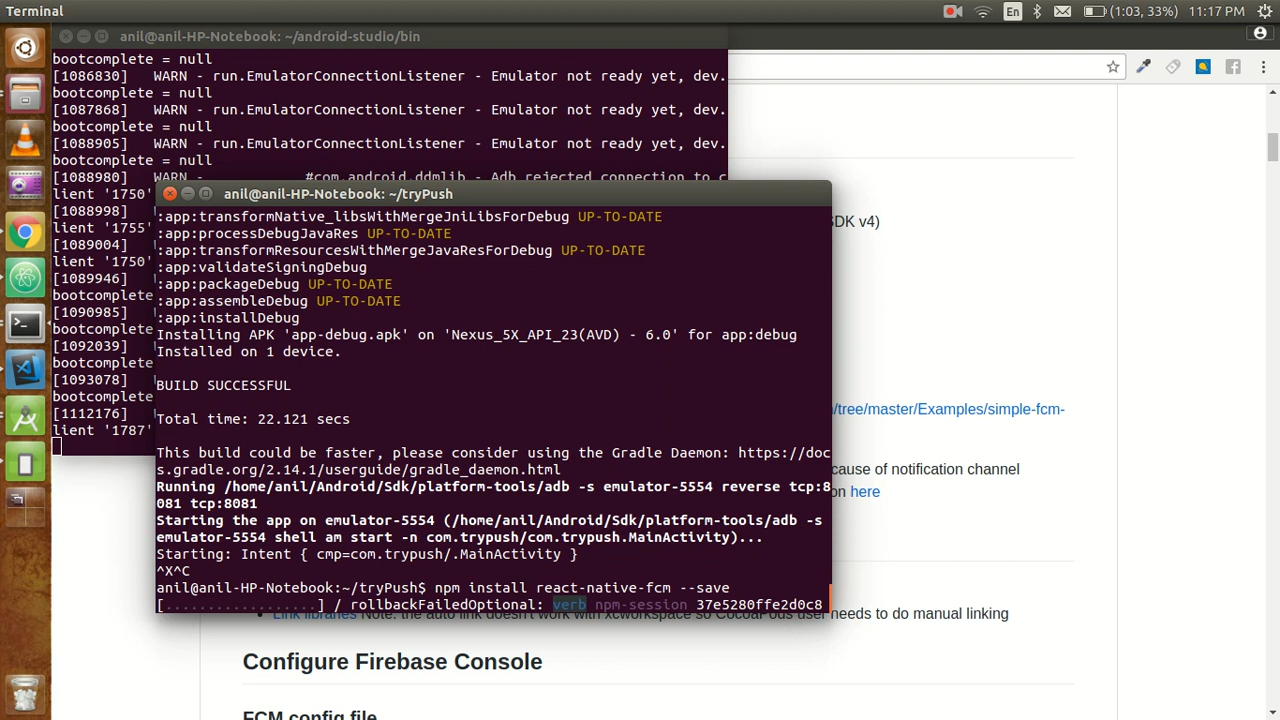 Terminal
En
(1:03, 33%)
11:17 PM
anil@anil-HP-Notebook: ~/android-studio/bin
bootcomplete = null
[1086830]   WARN - run.EmulatorConnectionListener - Emulator not ready yet, dev.
bootcomplete = null
[1087868]   WARN - run.EmulatorConnectionListener - Emulator not ready yet, dev.
bootcomplete = null
[1088905]   WARN - run.EmulatorConnectionListener - Emulator not ready yet, dev.
bootcomplete = null
[1088980]   WARN -        #com.android.ddmlib - Adb rejected connection to c
lient '1750'
[1088998]
lient '1755'
[1089004]
lient '1750'
[1089946]
bootcomplete
[1090985]
bootcomplete
[1092039]
bootcomplete
[1093078]
bootcomplete
[1112176]
lient '1787'
anil@anil-HP-Notebook: ~/tryPush
:app:transformNative_libsWithMergeJniLibsForDebug UP-TO-DATE
:app:processDebugJavaRes UP-TO-DATE
:app:transformResourcesWithMergeJavaResForDebug UP-TO-DATE
:app:validateSigningDebug
:app:packageDebug UP-TO-DATE
:app:assembleDebug UP-TO-DATE
:app:installDebug
Installing APK 'app-debug.apk' on 'Nexus_5X_API_23(AVD) - 6.0' for app:debug
Installed on 1 device.
BUILD SUCCESSFUL
Total time: 22.121 secs
This build could be faster, please consider using the Gradle Daemon: https://doc
s.gradle.org/2.14.1/userguide/gradle_daemon.html
Running /home/anil/Android/Sdk/platform-tools/adb -s emulator-5554 reverse tcp:8
081 tcp:8081
Starting the app on emulator-5554 (/home/anil/Android/Sdk/platform-tools/adb -s
emulator-5554 shell am start -n com.trypush/com.trypush.MainActivity)...
Starting: Intent { cmp=com.trypush/.MainActivity }
^X^C
anil@anil-HP-Notebook:~/tryPush$ npm install react-native-fcm --save
[..................] / rollbackFailedOptional: verb npm-session 37e5280ffe2d0c8
SDK v4)
/tree/master/Examples/simple-fcm-
cause of notification channel
on here
Link libraries Note: the auto link doesn't work with xcworkspace so CocoaPods user needs to do manual linking
Configure Firebase Console
FCM config file